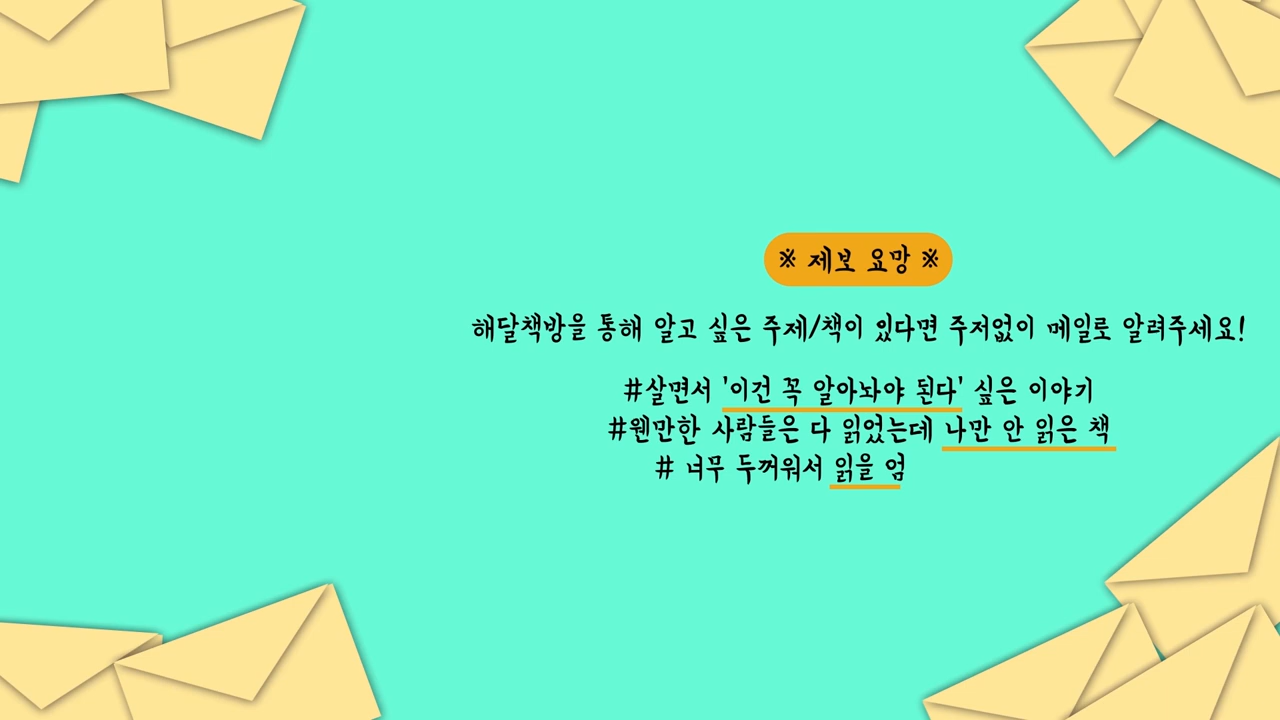 ※ 제보 요망 ※
해달책방을 통해 알고 싶은 주제/책이 있다면 주저없이 메일로 알려주세요!
#살면서 '이건 꼭 알아놔야 된다' 싶은 이야기
#웬만한 사람들은 다 읽었는데 나만 안 읽은 책
# 너무 두꺼워서 읽을 엄